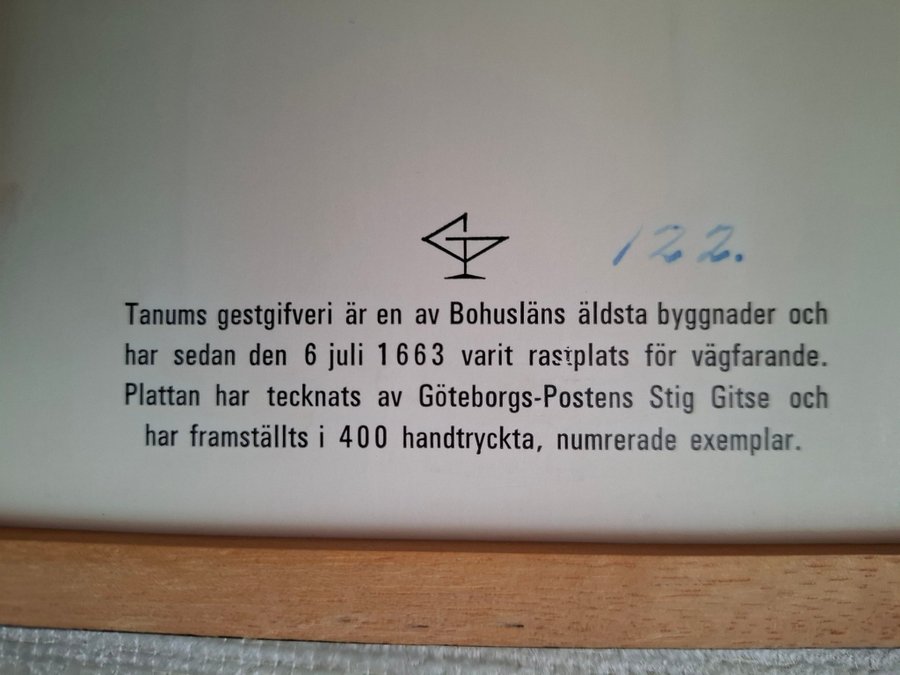 122.
Tanums gestgifveri är en av Bohusläns äldsta byggnader och
har sedan den 6 juli 1663 varit rastplats för vägfarande.
Plattan har tecknats av Göteborgs-Postens Stig Gitse och
har framställts i 400 handtryckta, numrerade exemplar.